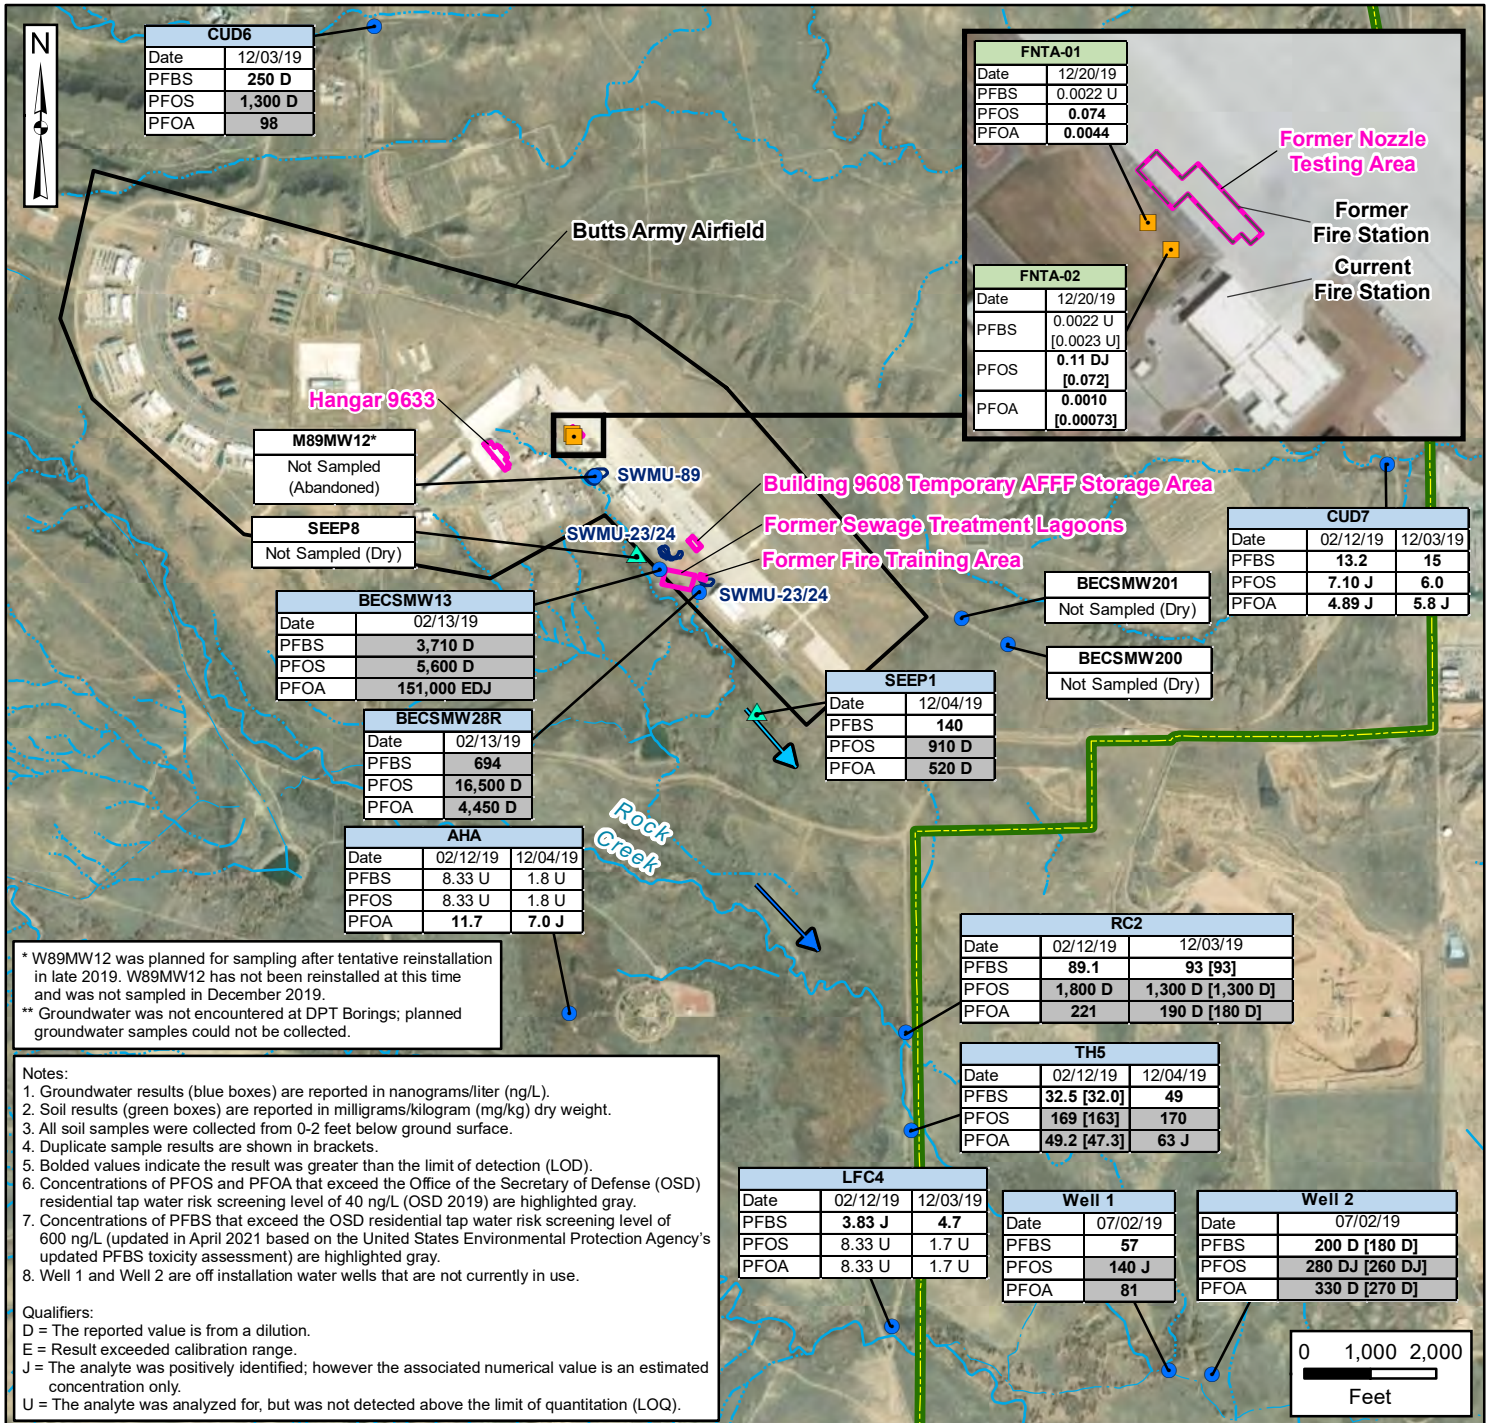 N
CUD6
Date 12/03/19
PFBS 250 D
PFOS 1,300 D
PFOA 98
FNTA-01
Date 12/20/19
PFBS 0.0022 U
PFOS 0.074
PFOA 0.0044
Former Nozzle
Testing Area
Former
Fire Station
Current
Fire Station
FNTA-02
Date 12/20/19
PFBS 0.0022 U
[0.0023 U]
PFOS 0.11 DJ
[0.072]
PFOA 0.0010
[0.00073]
Butts Army Airfield
Hangar 9633
M89MW12*
Not Sampled
(Abandoned)
SWMU-89
Building 9608 Temporary AFFF Storage Area
SEEP8
Not Sampled (Dry)
SWMU-23/24
Former Sewage Treatment Lagoons
Former Fire Training Area
SWMU-23/24
CUD7
Date 02/12/19 12/03/19
PFBS 13.2 15
PFOS 7.10 J 6.0
PFOA 4.89 J 5.8 J
BECSMW201
Not Sampled (Dry)
BECSMW200
Not Sampled (Dry)
BECSMW13
Date 02/13/19
PFBS 3,710 D
PFOS 5,600 D
PFOA 151,000 EDJ
SEEP1
Date 12/04/19
PFBS 140
PFOS 910 D
PFOA 520 D
BECSMW28R
Date 02/13/19
PFBS 694
PFOS 16,500 D
PFOA 4,450 D
Rock
Creek
AHA
Date 02/12/19 12/04/19
PFBS 8.33 U 1.8 U
PFOS 8.33 U 1.8 U
PFOA 11.7 7.0 J
RC2
Date 02/12/19 12/03/19
PFBS 89.1 93 [93]
PFOS 1,800 D 1,300 D [1,300 D]
PFOA 221 190 D [180 D]
* W89MW12 was planned for sampling after tentative reinstallation
in late 2019. W89MW12 has not been reinstalled at this time
and was not sampled in December 2019.
** Groundwater was not encountered at DPT Borings; planned
groundwater samples could not be collected.
TH5
Date 02/12/19 12/04/19
PFBS 32.5 [32.0] 49
PFOS 169 [163] 170
PFOA 49.2 [47.3] 63 J
Notes:
1. Groundwater results (blue boxes) are reported in nanograms/liter (ng/L).
2. Soil results (green boxes) are reported in milligrams/kilogram (mg/kg) dry weight.
3. All soil samples were collected from 0-2 feet below ground surface.
4. Duplicate sample results are shown in brackets.
5. Bolded values indicate the result was greater than the limit of detection (LOD).
6. Concentrations of PFOS and PFOA that exceed the Office of the Secretary of Defense (OSD)
residential tap water risk screening level of 40 ng/L (OSD 2019) are highlighted gray.
7. Concentrations of PFBS that exceed the OSD residential tap water risk screening level of
600 ng/L (updated in April 2021 based on the United States Environmental Protection Agency's
updated PFBS toxicity assessment) are highlighted gray.
8. Well 1 and Well 2 are off installation water wells that are not currently in use.
Qualifiers:
D = The reported value is from a dilution.
E = Result exceeded calibration range.
J = The analyte was positively identified; however the associated numerical value is an estimated
concentration only.
U = The analyte was analyzed for, but was not detected above the limit of quantitation (LOQ).
LFC4
Date 02/12/19 12/03/19
PFBS 3.83 J 4.7
PFOS 8.33 U 1.7 U
PFOA 8.33 U 1.7 U
Well 1
Date 07/02/19
PFBS 57
PFOS 140 J
PFOA 81
Well 2
Date 07/02/19
PFBS 200 D [180 D]
PFOS 280 DJ [260 DJ]
PFOA 330 D [270 D]
0 1,000 2,000
Feet